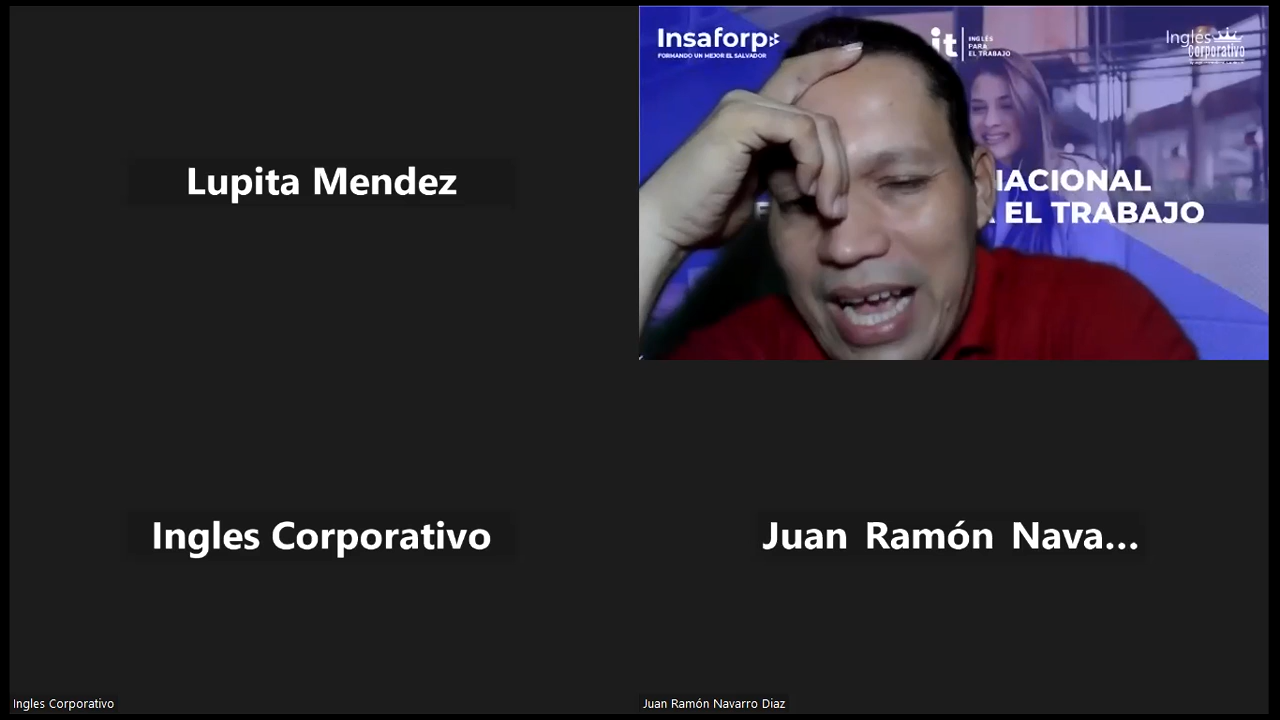 Insaforp
FORMANDO UN MEJOR EL SALVADOR
it
INGLÉS
PARA
EL TRABAJO
Inglés
Corporativo
NACIONAL
EL TRABAJO
Lupita Mendez
Ingles Corporativo
Juan Ramón Nava...
Ingles Corporativo
Juan Ramón Navarro Diaz